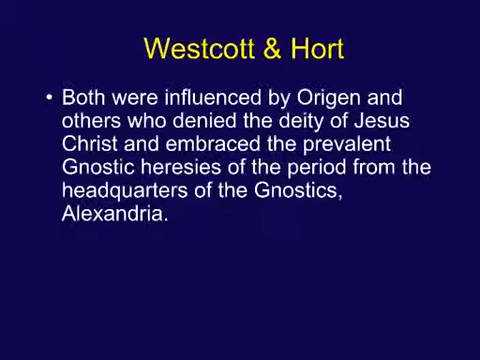 Westcott & Hort
• Both were influenced by Origen and
others who denied the deity of Jesus
Christ and embraced the prevalent
Gnostic heresies of the period from the
headquarters of the Gnostics,
Alexandria.